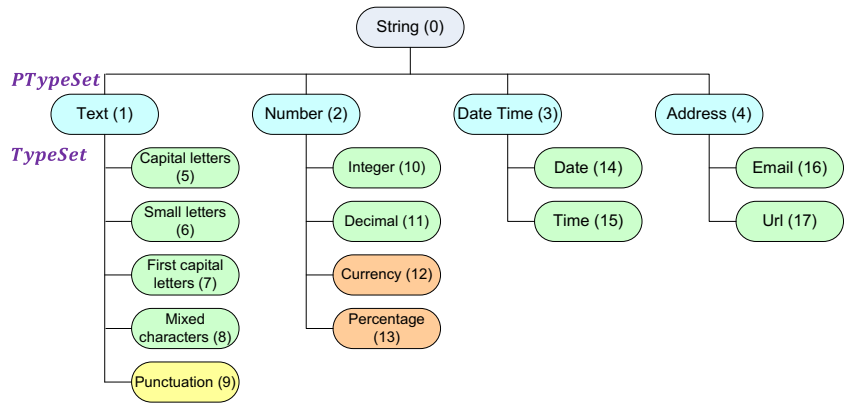 String (0)
PTypeSet
Text (1)
Number (2)
Date Time (3)
Address (4)
TypeSet
Capital letters
(5)
Integer (10)
Date (14)
Email (16)
Small letters
(6)
Decimal (11)
Time (15)
Url (17)
First capital
letters (7)
Currency (12)
Mixed
characters (8)
Percentage
(13)
Punctuation (9)